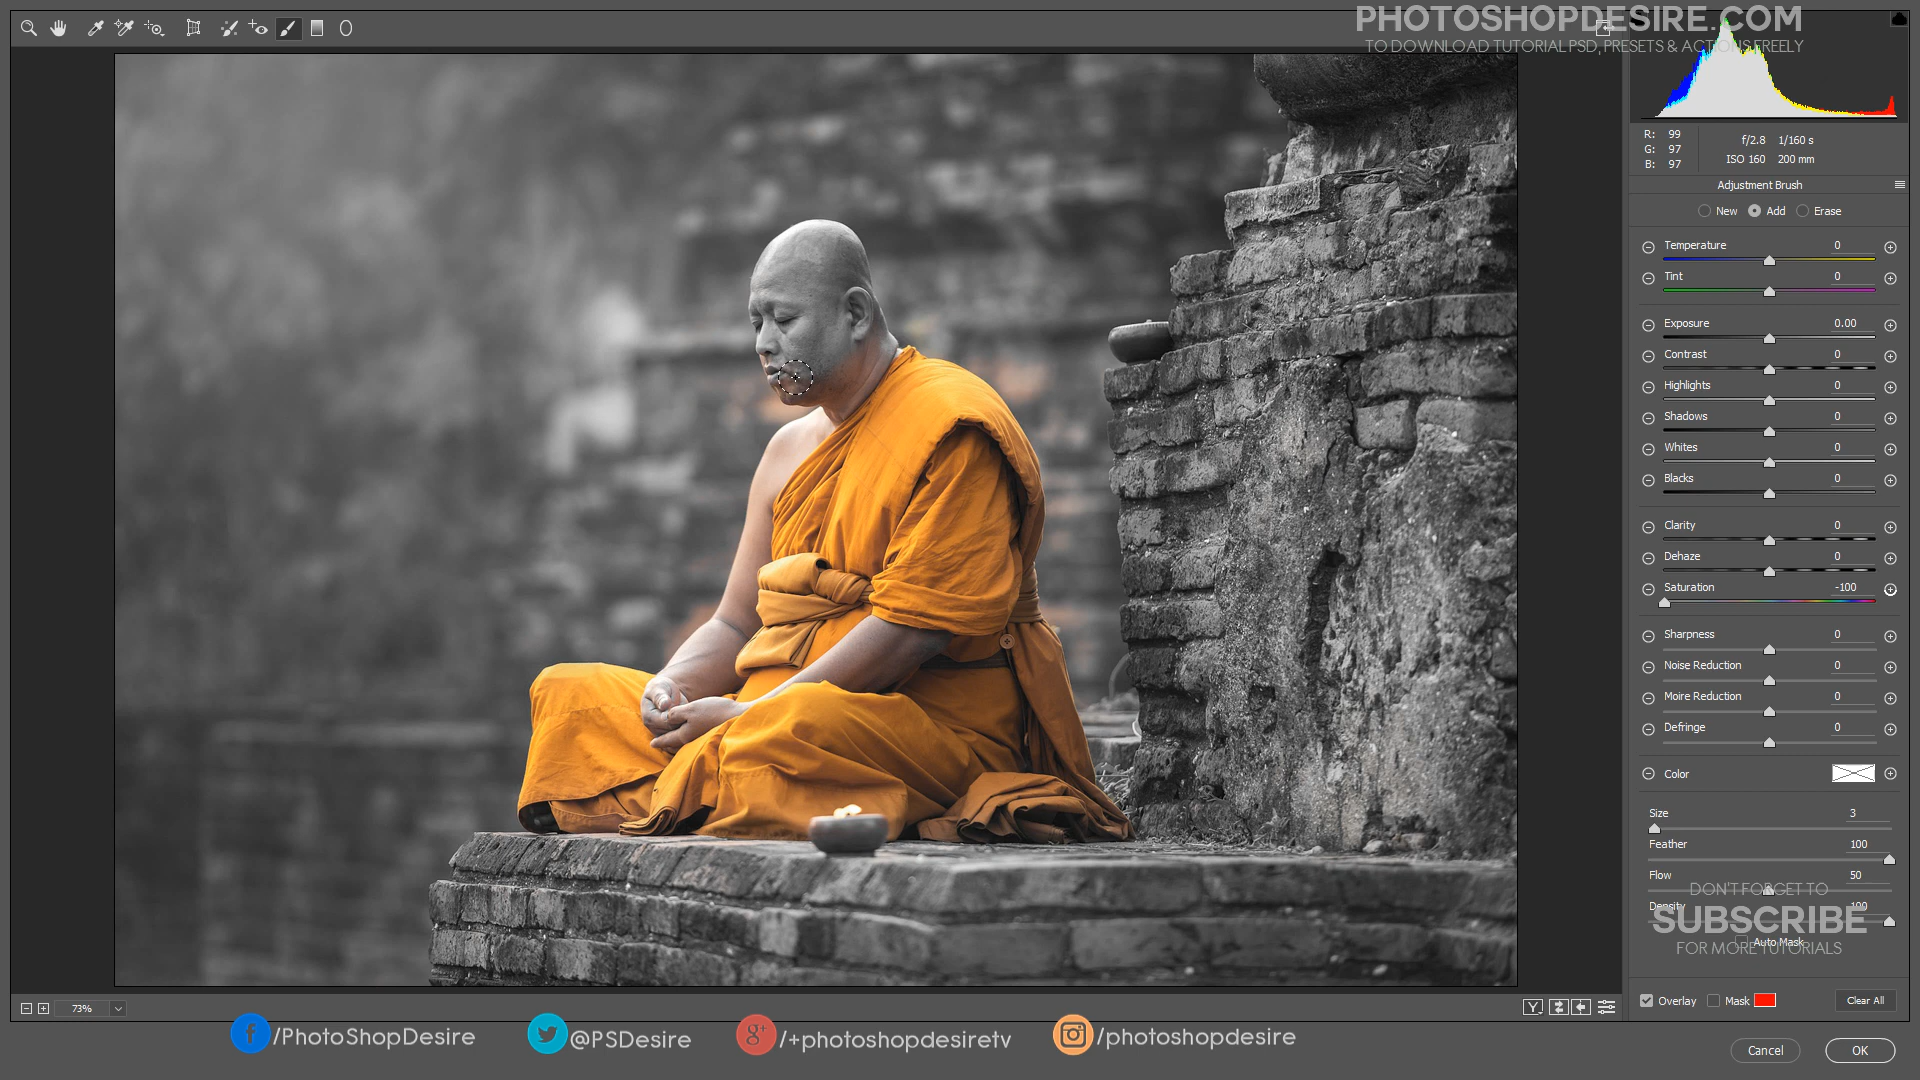 PHOTOSHOPDESIRE.COM
TO DOWNLOAD TUTORIAL PSD, PRESETS & ACTIONS FREELY
R: 99
G: 97
B: 97
f/2.8 1/160 s
ISO 160 200 mm
Adjustment Brush
New Add Erase
Temperature 0
Tint 0
Exposure 0.00
Contrast 0
Highlights 0
Shadows 0
Whites 0
Blacks 0
Clarity 0
Dehaze 0
Saturation -100
Sharpness 0
Noise Reduction 0
Moire Reduction 0
Defringe 0
Color
Size 3
Feather 100
Flow 50
DON'T FORGET TO
Density 100
SUBSCRIBE
Auto Mask
FOR MORE TUTORIALS
Overlay Mask Clear All
73%
Y
f /PhotoShopDesire @PSDesire g+ /+photoshopdesiretv /photoshopdesire
Cancel OK